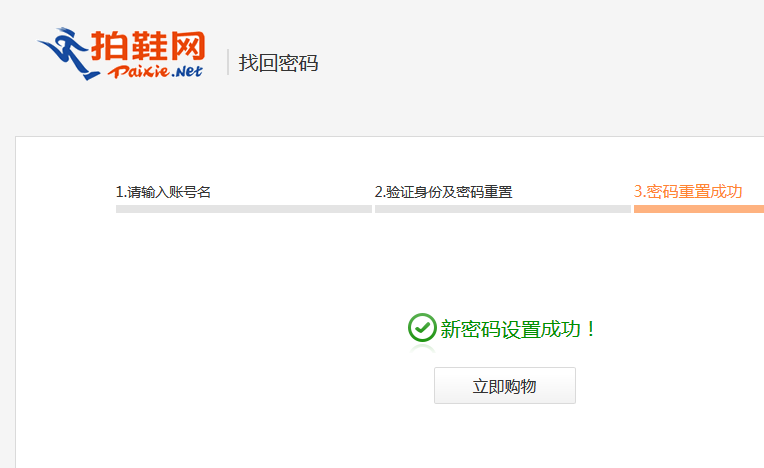 拍鞋网
Paixie.Net
找回密码
1.请输入账号名
2.验证身份及密码重置
3.密码重置成功
新密码设置成功！
立即购物